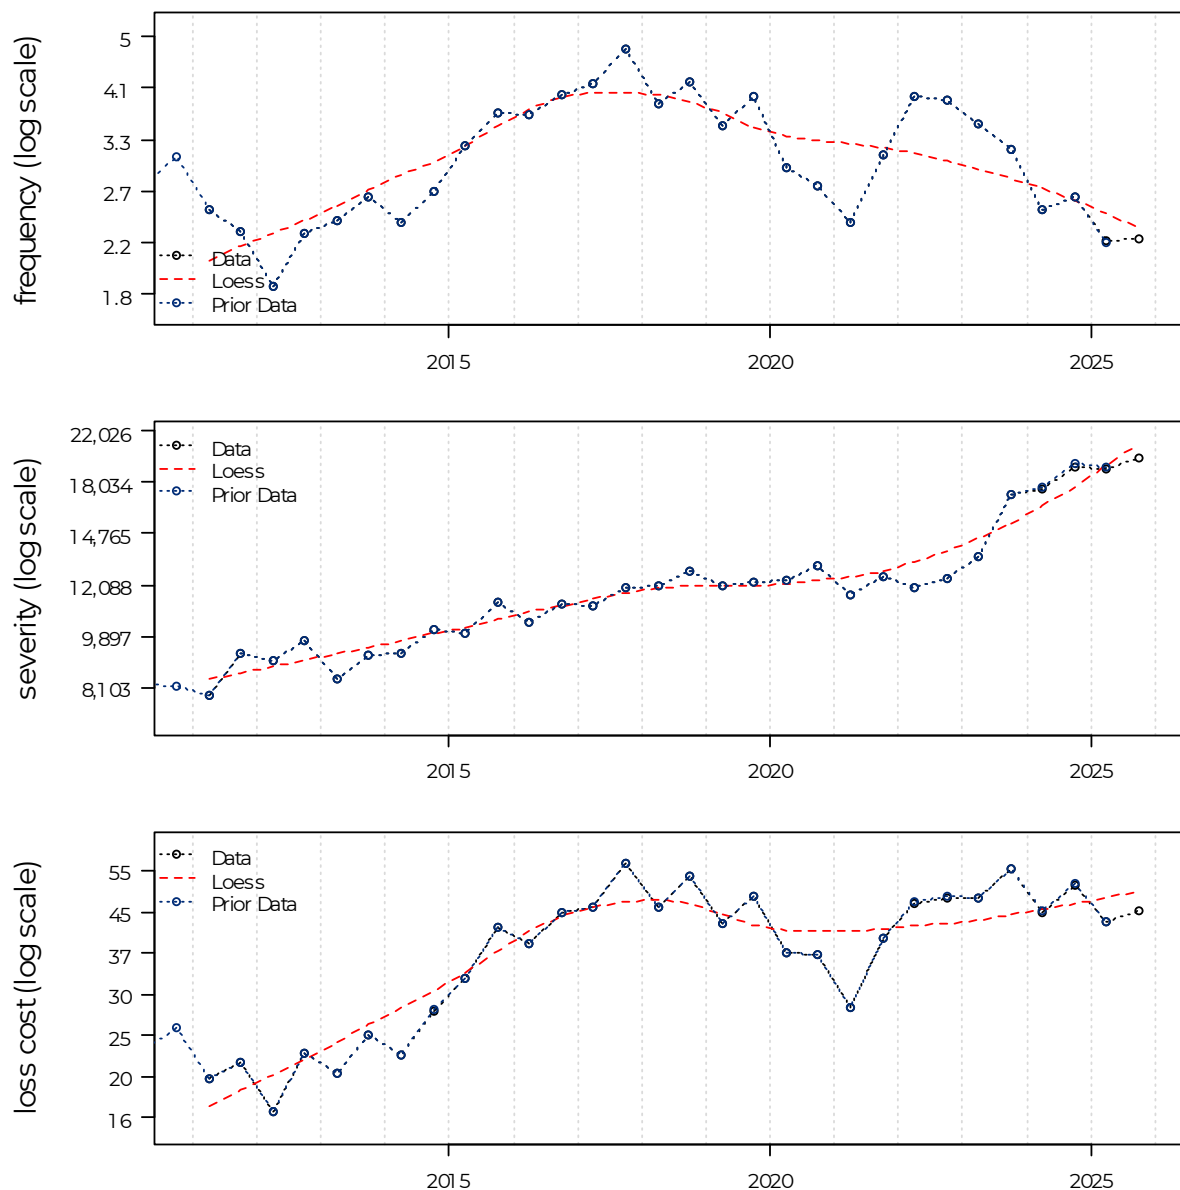 frequency (log scale)
5
4.1
3.3
2.7
2.2
1.8
Data
Loess
Prior Data
2015
2020
2025
severity (log scale)
22,026
18,034
14,765
12,088
9,897
8,103
Data
Loess
Prior Data
2015
2020
2025
loss cost (log scale)
55
45
37
30
25
20
16
Data
Loess
Prior Data
2015
2020
2025